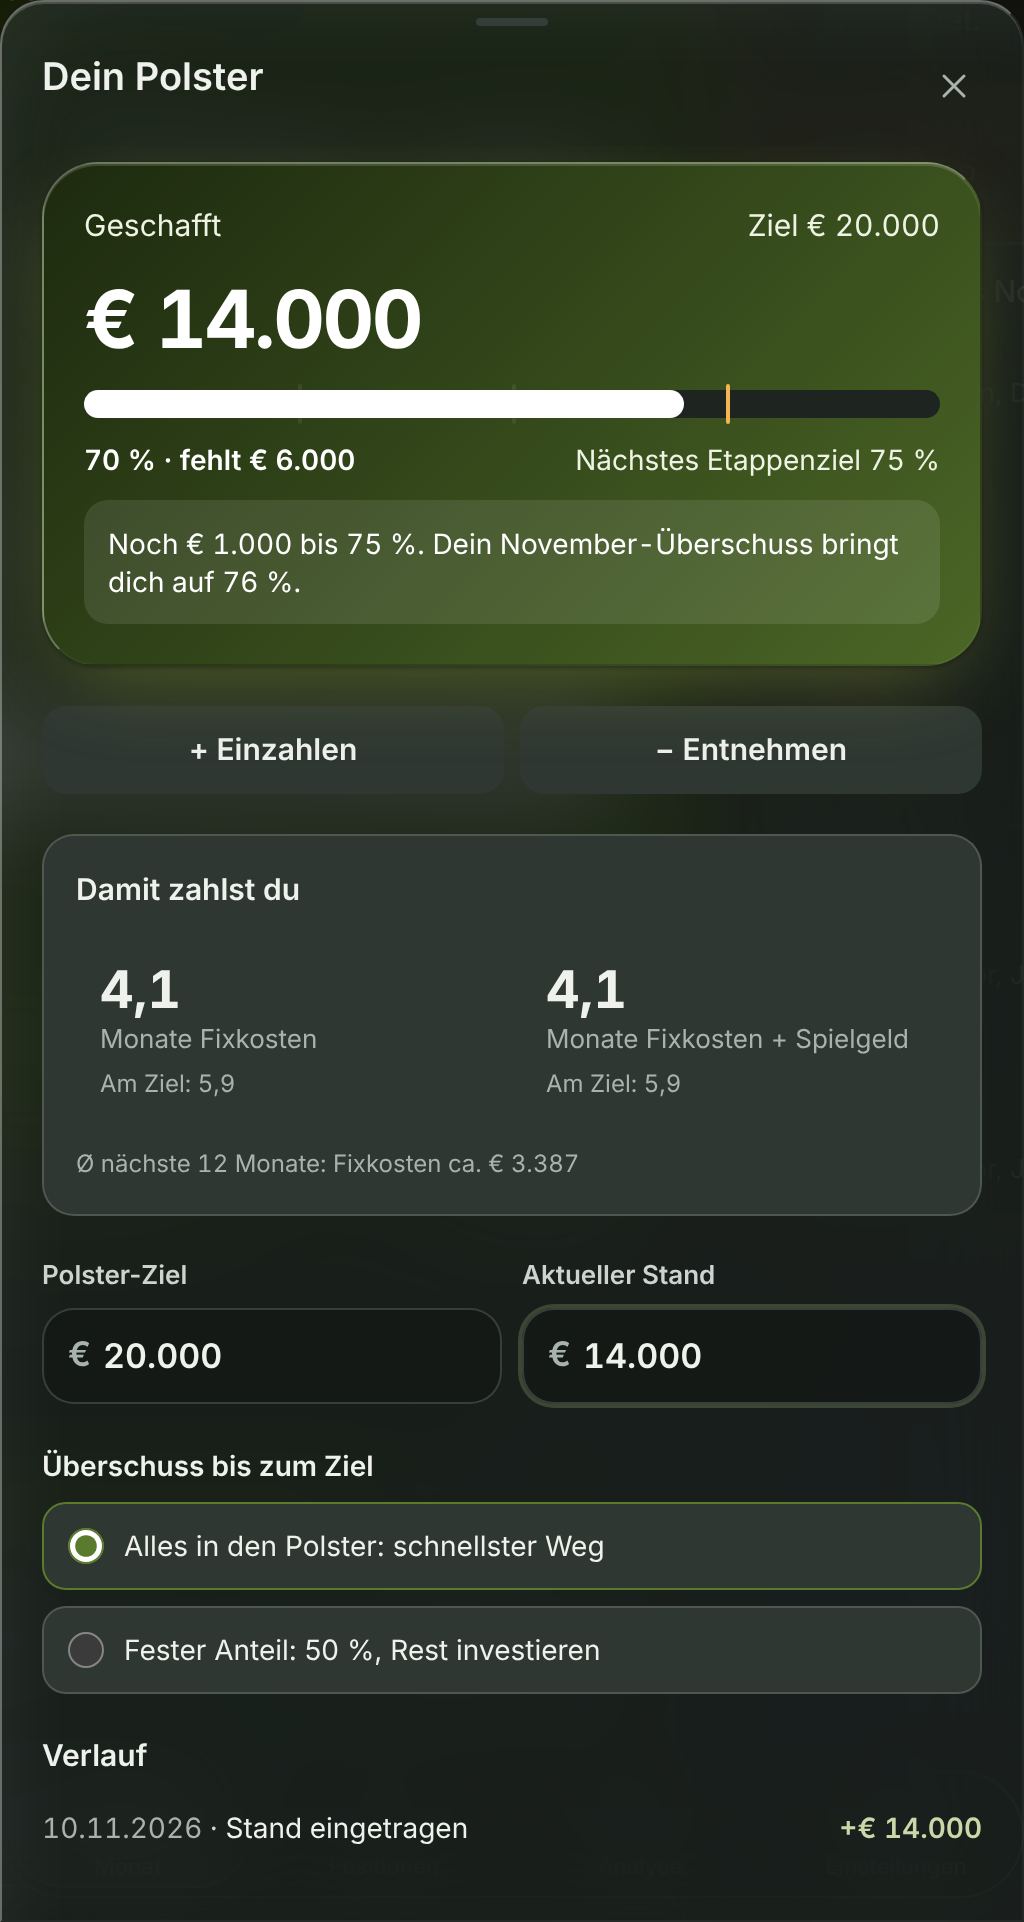 Dein Polster
Geschafft
Ziel € 20.000
€ 14.000
70 % · fehlt € 6.000
Nächstes Etappenziel 75 %
Noch € 1.000 bis 75 %. Dein November-Überschuss bringt
dich auf 76 %.
+ Einzahlen
– Entnehmen
Damit zahlst du
4,1
Monate Fixkosten
Am Ziel: 5,9
4,1
Monate Fixkosten + Spielgeld
Am Ziel: 5,9
Ø nächste 12 Monate: Fixkosten ca. € 3.387
Polster-Ziel
Aktueller Stand
€ 20.000
€ 14.000
Überschuss bis zum Ziel
Alles in den Polster: schnellster Weg
Fester Anteil: 50 %, Rest investieren
Verlauf
10.11.2026 · Stand eingetragen
+€ 14.000
Monat
Positionen
Analyse
Einstellungen